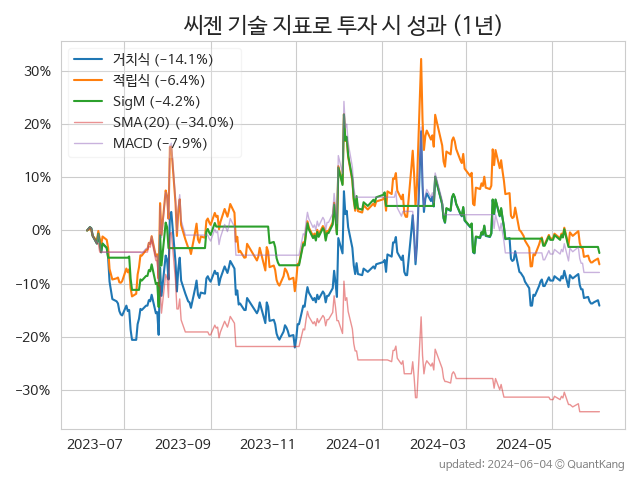 씨젠 기술 지표로 투자 시 성과 (1년)
거치식 (−14.1%)
적립식 (−6.4%)
SigM (−4.2%)
SMA(20) (−34.0%)
MACD (−7.9%)
30%
20%
10%
0%
−10%
−20%
−30%
2023-07 2023-09 2023-11 2024-01 2024-03 2024-05
updated: 2024-06-04 © QuantKang